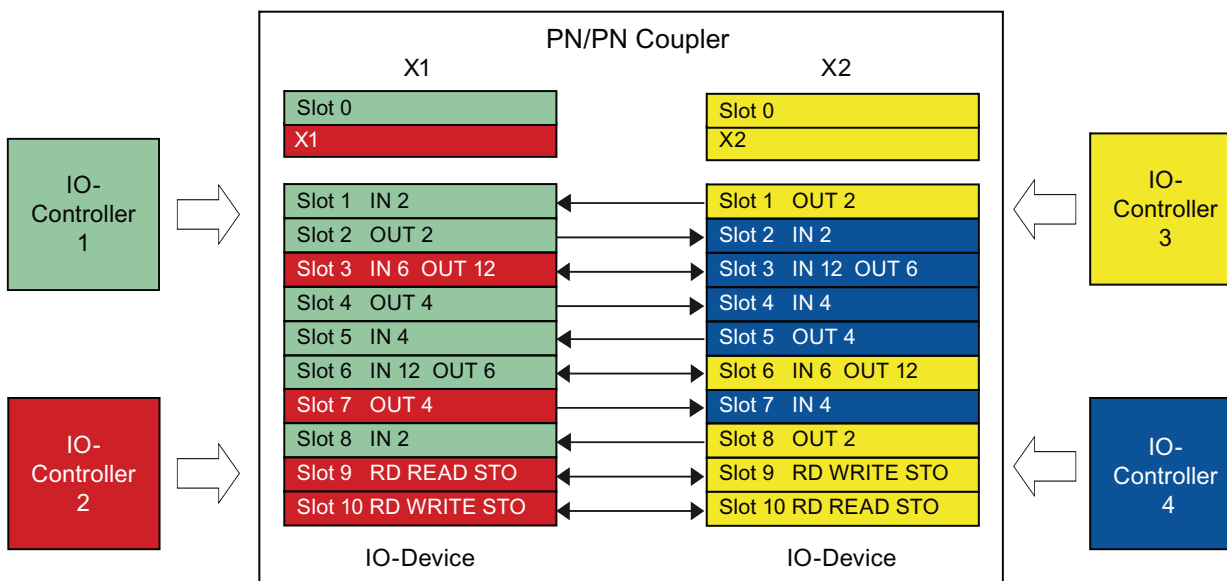 PN/PN Coupler
X1
X2
Slot 0
X1
Slot 0
X2
IO-
Controller
1
IO-
Controller
2
Slot 1 IN 2
Slot 2 OUT 2
Slot 3 IN 6 OUT 12
Slot 4 OUT 4
Slot 5 IN 4
Slot 6 IN 12 OUT 6
Slot 7 OUT 4
Slot 8 IN 2
Slot 9 RD READ STO
Slot 10 RD WRITE STO
IO-Device
Slot 1 OUT 2
Slot 2 IN 2
Slot 3 IN 12 OUT 6
Slot 4 IN 4
Slot 5 OUT 4
Slot 6 IN 6 OUT 12
Slot 7 IN 4
Slot 8 OUT 2
Slot 9 RD WRITE STO
Slot 10 RD READ STO
IO-Device
IO-
Controller
3
IO-
Controller
4